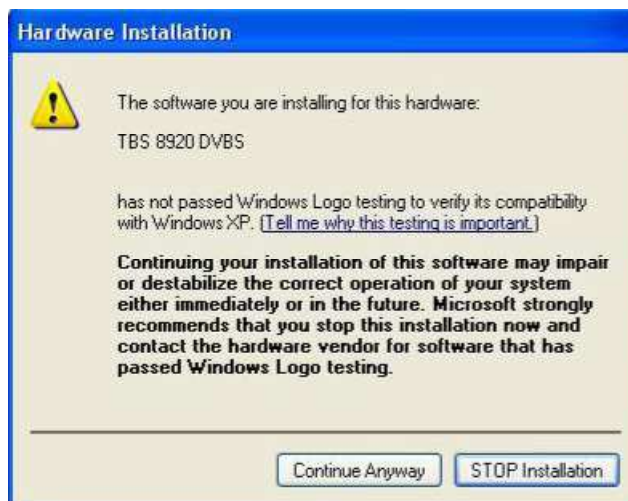 Hardware Installation
The software you are installing for this hardware:
TBS 8920 DVBS
has not passed Windows Logo testing to verify its compatibility
with Windows XP. (Tell me why this testing is important.)
Continuing your installation of this software may impair
or destabilize the correct operation of your system
either immediately or in the future. Microsoft strongly
recommends that you stop this installation now and
contact the hardware vendor for software that has
passed Windows Logo testing.
Continue Anyway
STOP Installation